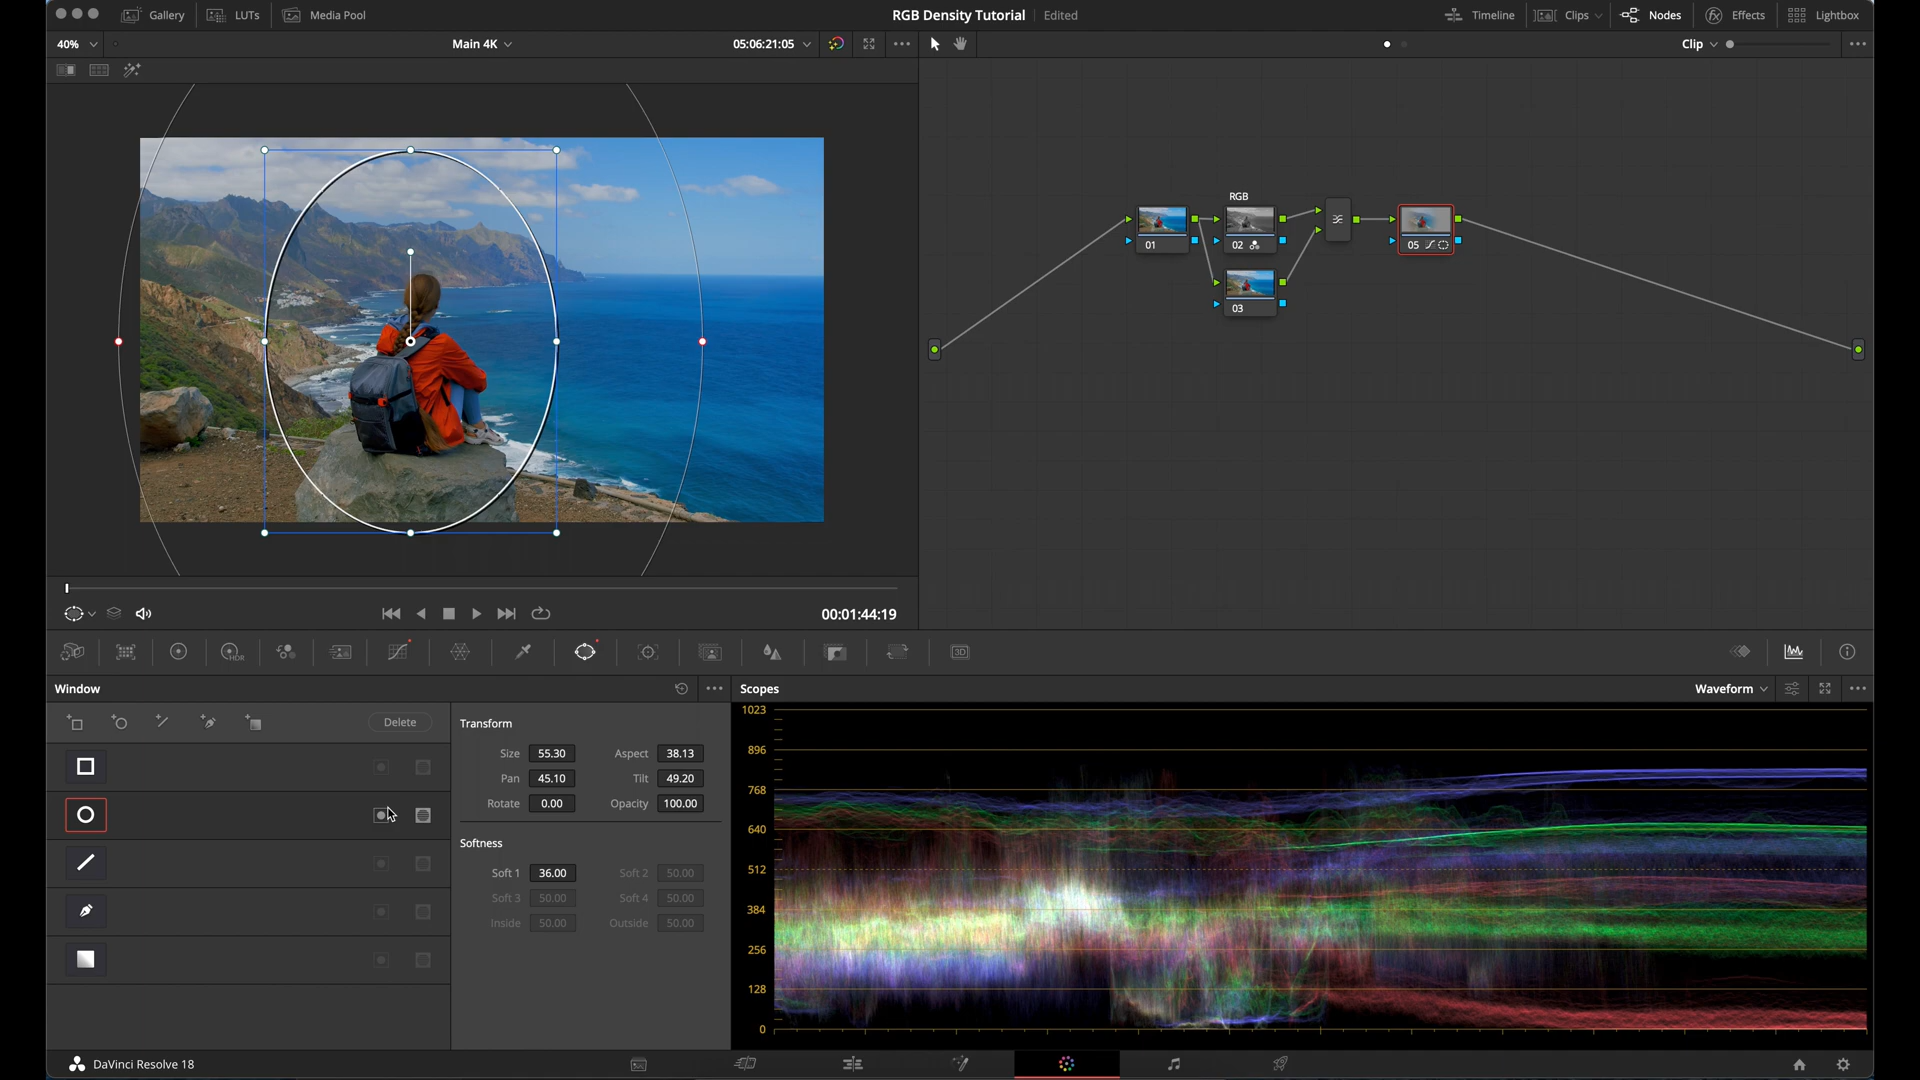 Gallery LUTs Media Pool RGB Density Tutorial Edited Timeline Clips Nodes Effects Lightbox
40% Main 4K 05:06:21:05 Clip
RGB
01 02 05
03
00:01:44:19
HDR 3D
Window Scopes Waveform
Delete
Transform
Size 55.30 Aspect 38.13
Pan 45.10 Tilt 49.20
Rotate 0.00 Opacity 100.00
Softness
Soft 1 36.00 Soft 2 50.00
Soft 3 50.00 Soft 4 50.00
Inside 50.00 Outside 50.00
1023
896
768
640
512
384
256
128
0
DaVinci Resolve 18